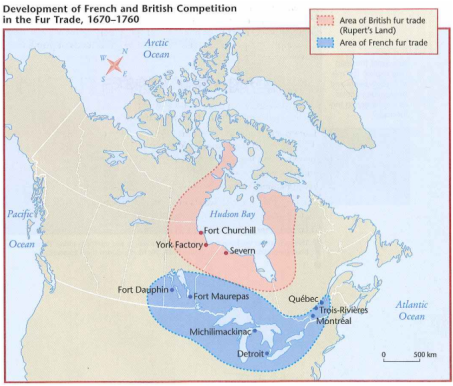 Development of French and British Competition
in the Fur Trade, 1670–1760
Area of British fur trade
(Rupert's Land)
Area of French fur trade
Arctic
Ocean
N
W
E
S
Pacific
Ocean
Hudson Bay
Fort Churchill
York Factory
Severn
Fort Dauphin
Fort Maurepas
Québec
Trois-Rivières
Montréal
Michilimackinac
Detroit
Atlantic
Ocean
0 500 km